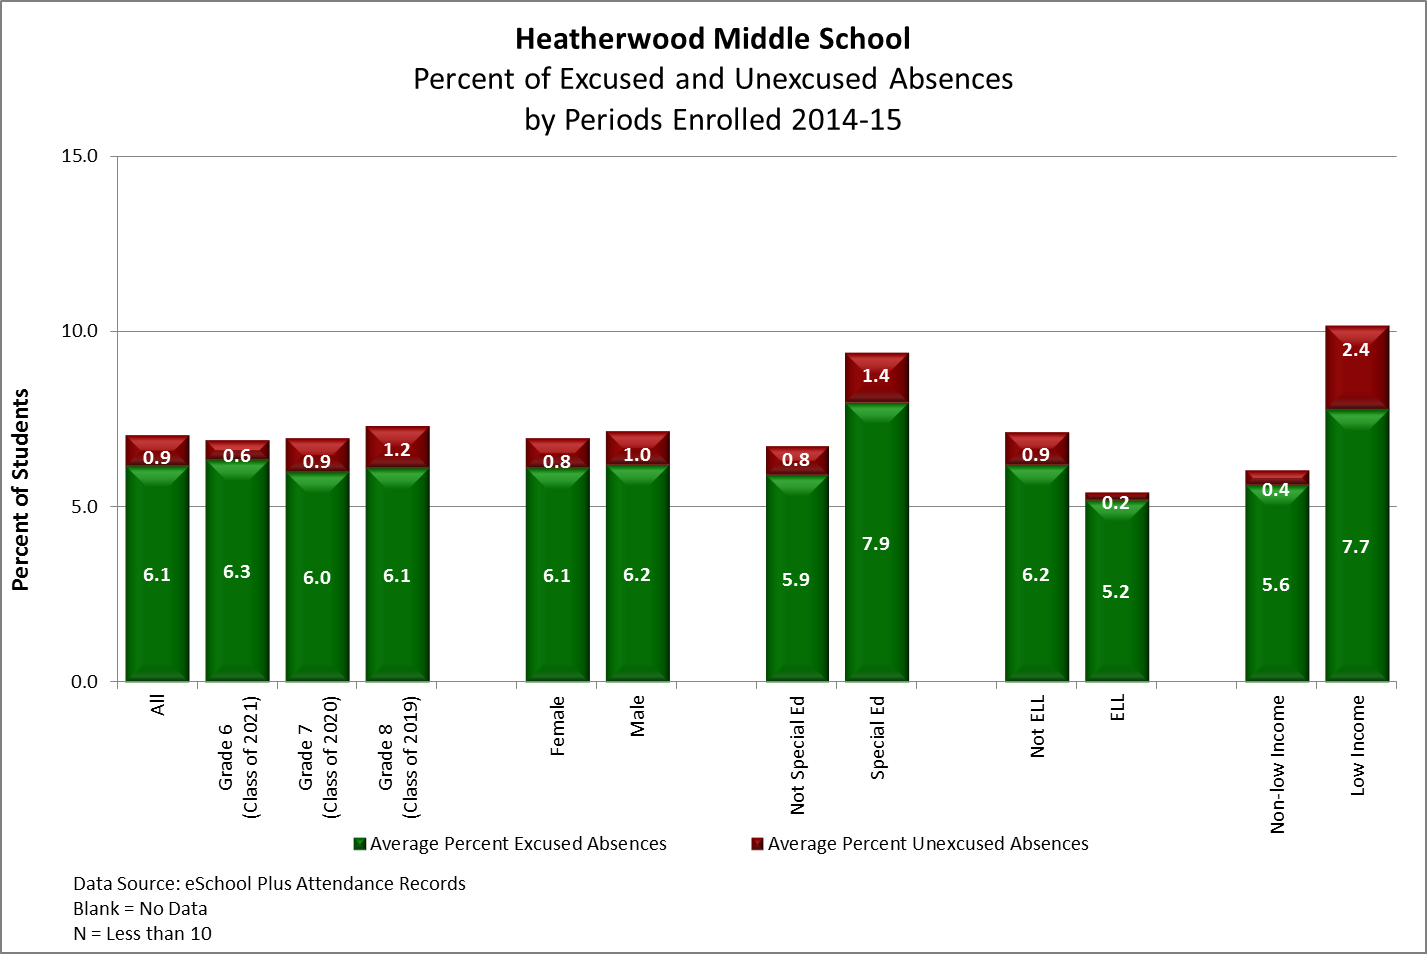 Heatherwood Middle School
Percent of Excused and Unexcused Absences
by Periods Enrolled 2014-15
Percent of Students
15.0
10.0
5.0
0.0
0.9
6.1
0.6
6.3
0.9
6.0
1.2
6.1
0.8
6.1
1.0
6.2
0.8
5.9
1.4
7.9
0.9
6.2
0.2
5.2
0.4
5.6
2.4
7.7
All
Grade 6
(Class of 2021)
Grade 7
(Class of 2020)
Grade 8
(Class of 2019)
Female
Male
Not Special Ed
Special Ed
Not ELL
ELL
Non-low Income
Low Income
Average Percent Excused Absences
Average Percent Unexcused Absences
Data Source: eSchool Plus Attendance Records
Blank = No Data
N = Less than 10